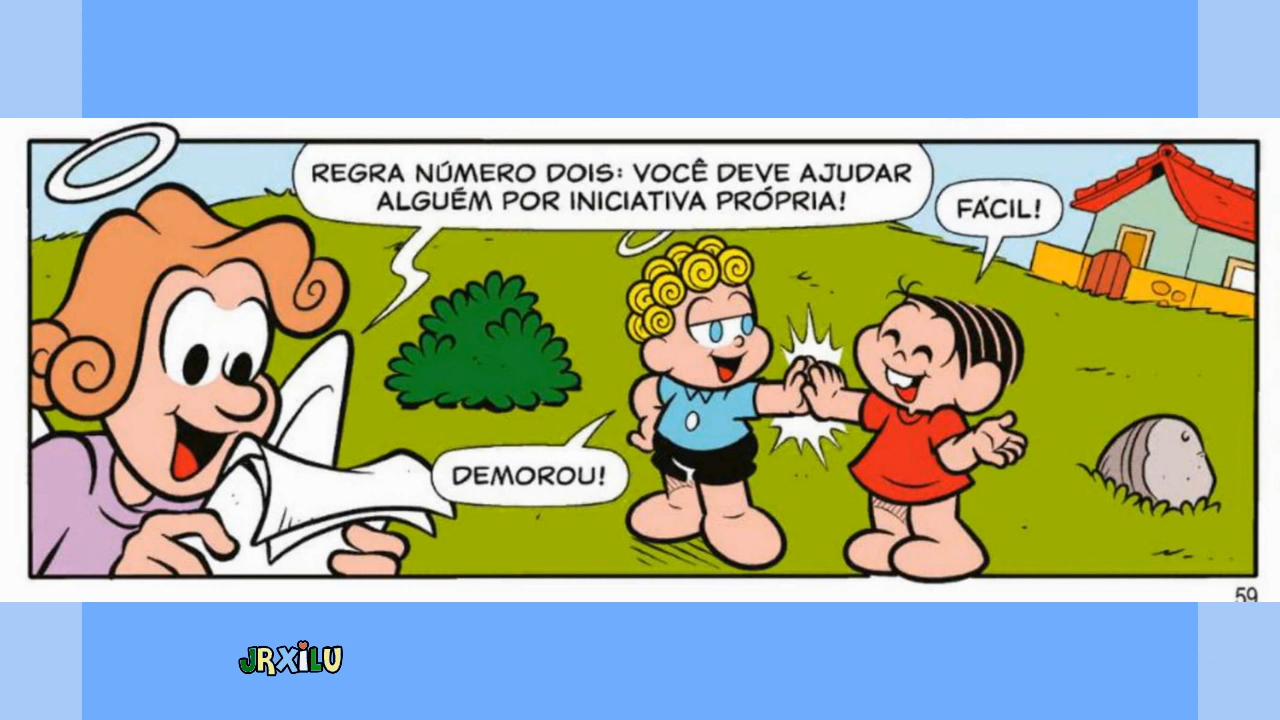 REGRA NÚMERO DOIS: VOCÊ DEVE AJUDAR
ALGUÉM POR INICIATIVA PRÓPRIA!
FÁCIL!
DEMOROU!
59
JRXILU